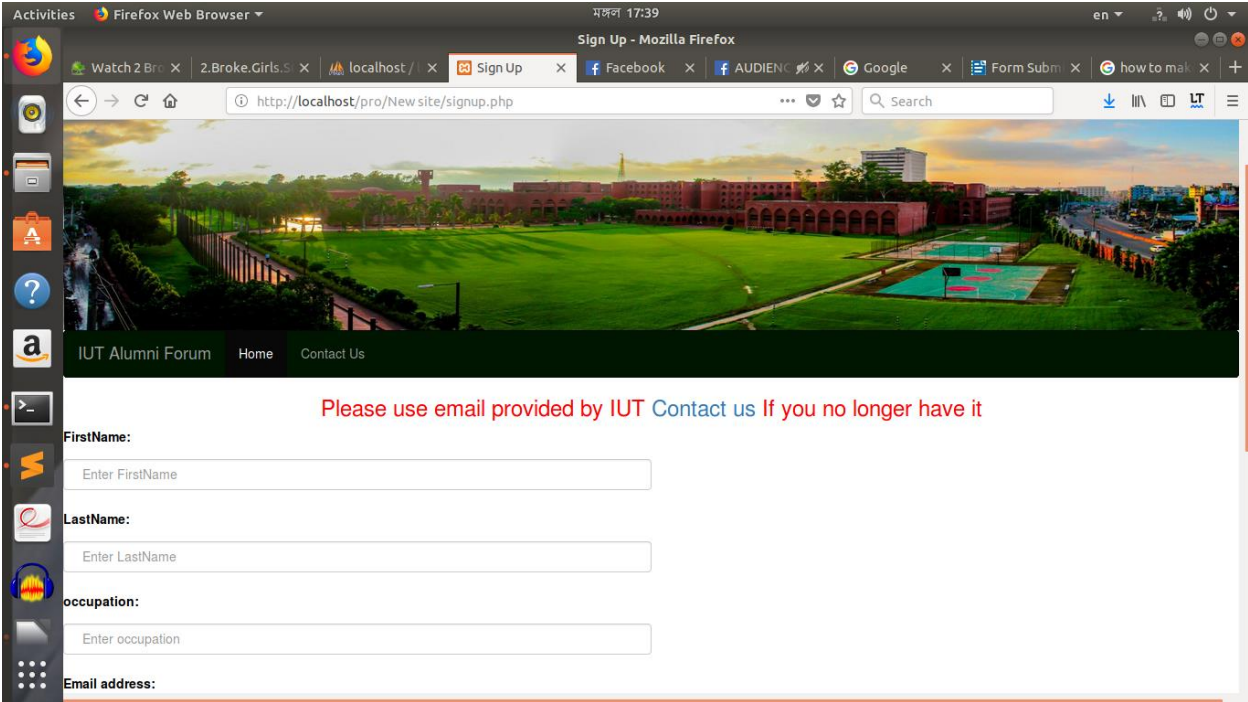 Activities Firefox Web Browser মঙ্গল 17:39 en
Sign Up - Mozilla Firefox
Watch 2 Bro 2.Broke.Girls.S localhost / Sign Up Facebook AUDIENC Google Form Subm how to mak
http://localhost/pro/New site/signup.php Search
IUT Alumni Forum Home Contact Us
Please use email provided by IUT Contact us If you no longer have it
FirstName:
Enter FirstName
LastName:
Enter LastName
occupation:
Enter occupation
Email address: